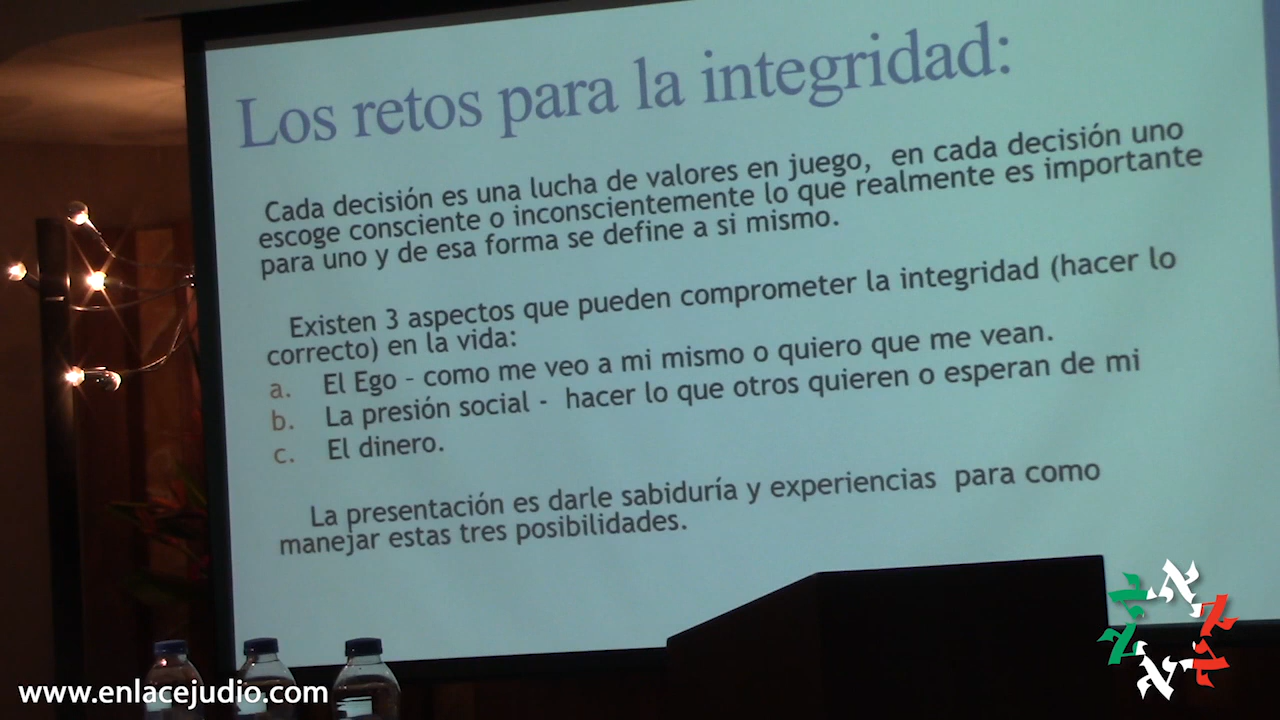 Los retos para la integridad:
Cada decisión es una lucha de valores en juego, en cada decisión uno
escoge consciente o inconscientemente lo que realmente es importante
para uno y de esa forma se define a si mismo.
Existen 3 aspectos que pueden comprometer la integridad (hacer lo
correcto) en la vida:
a. El Ego - como me veo a mi mismo o quiero que me vean.
b. La presión social - hacer lo que otros quieren o esperan de mi
c. El dinero.
La presentación es darle sabiduría y experiencias para como
manejar estas tres posibilidades.
www.enlacejudio.com